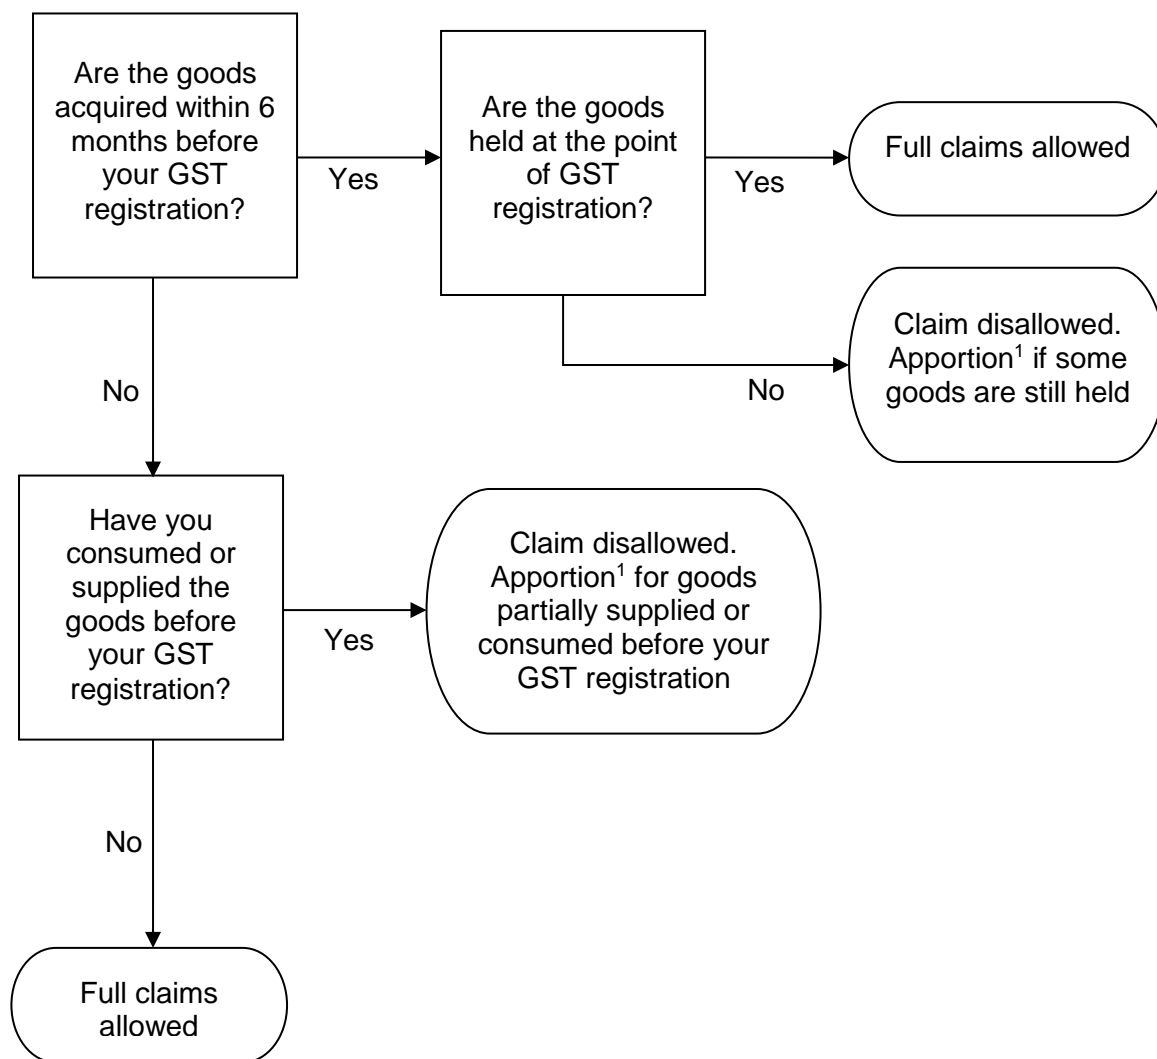 Are the goods
acquired within 6
months before
your GST
registration?
Yes
Are the goods
held at the point
of GST
registration?
Yes
Full claims allowed
No
Claim disallowed.
Apportion¹ if some
goods are still held
No
Have you
consumed or
supplied the
goods before
your GST
registration?
Yes
Claim disallowed.
Apportion¹ for goods
partially supplied or
consumed before your
GST registration
No
Full claims
allowed